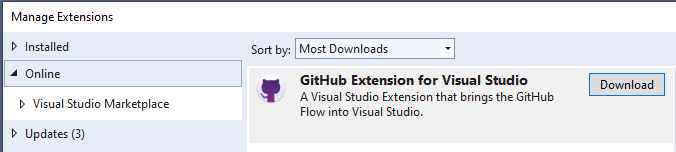 Manage Extensions
Installed
Online
Visual Studio Marketplace
Updates (3)
Sort by: Most Downloads
GitHub Extension for Visual Studio
Download
A Visual Studio Extension that brings the GitHub
Flow into Visual Studio.